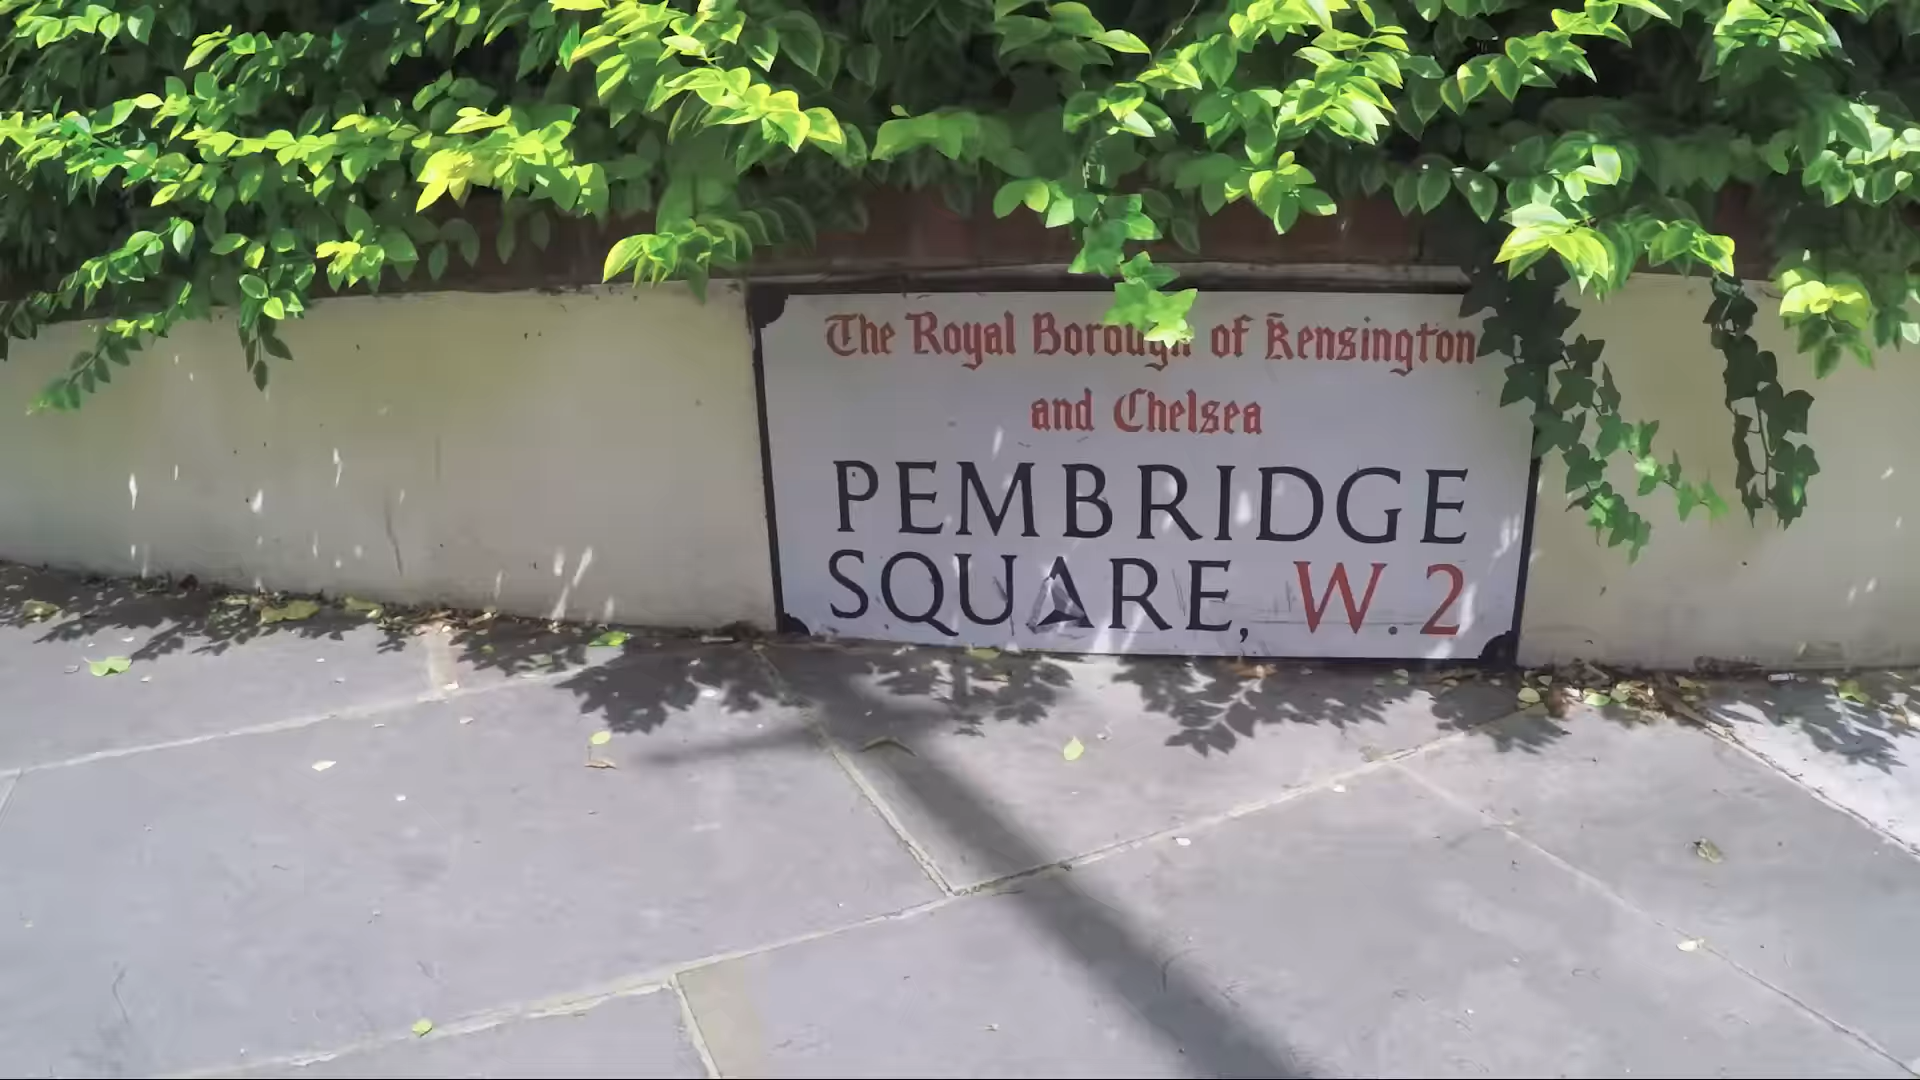 The Royal Borough of Kensington
and Chelsea
PEMBRIDGE
SQUARE, W.2